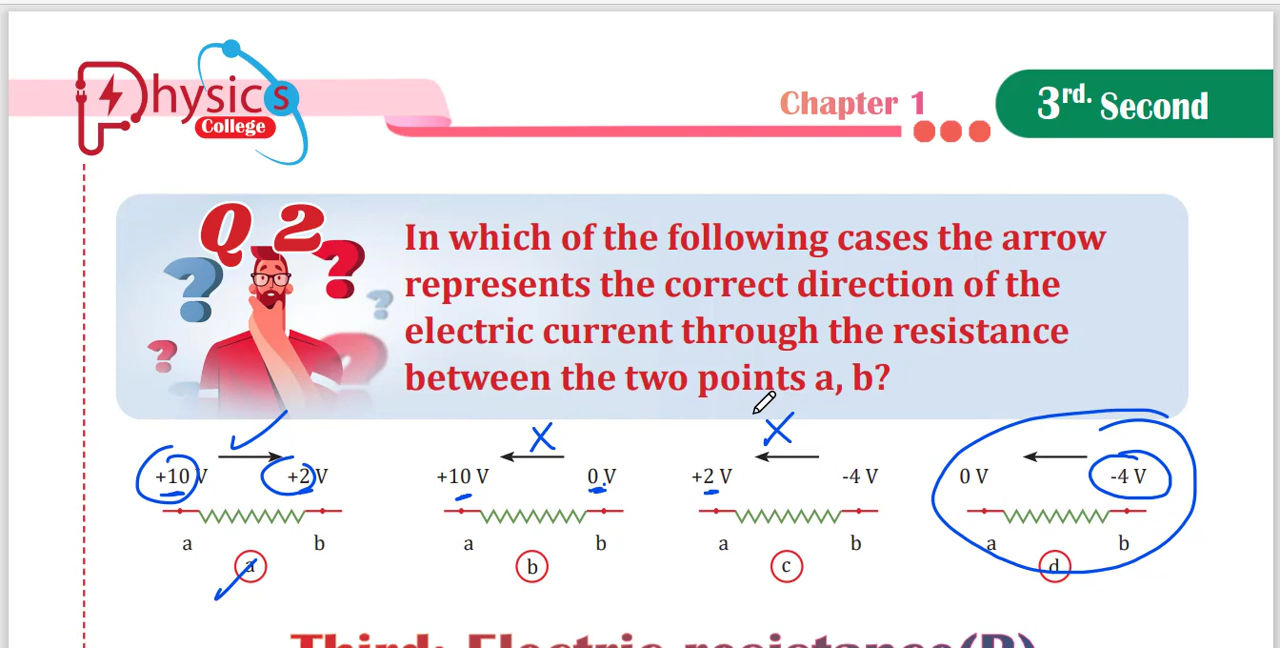 Physics
College
Chapter 1
3rd. Second
Q 2
In which of the following cases the arrow
represents the correct direction of the
electric current through the resistance
between the two points a, b?
+10 V +2 V
a b
a
+10 V 0 V
a b
b
+2 V -4 V
a b
c
0 V -4 V
a b
d
Third: Electric resistance(R)